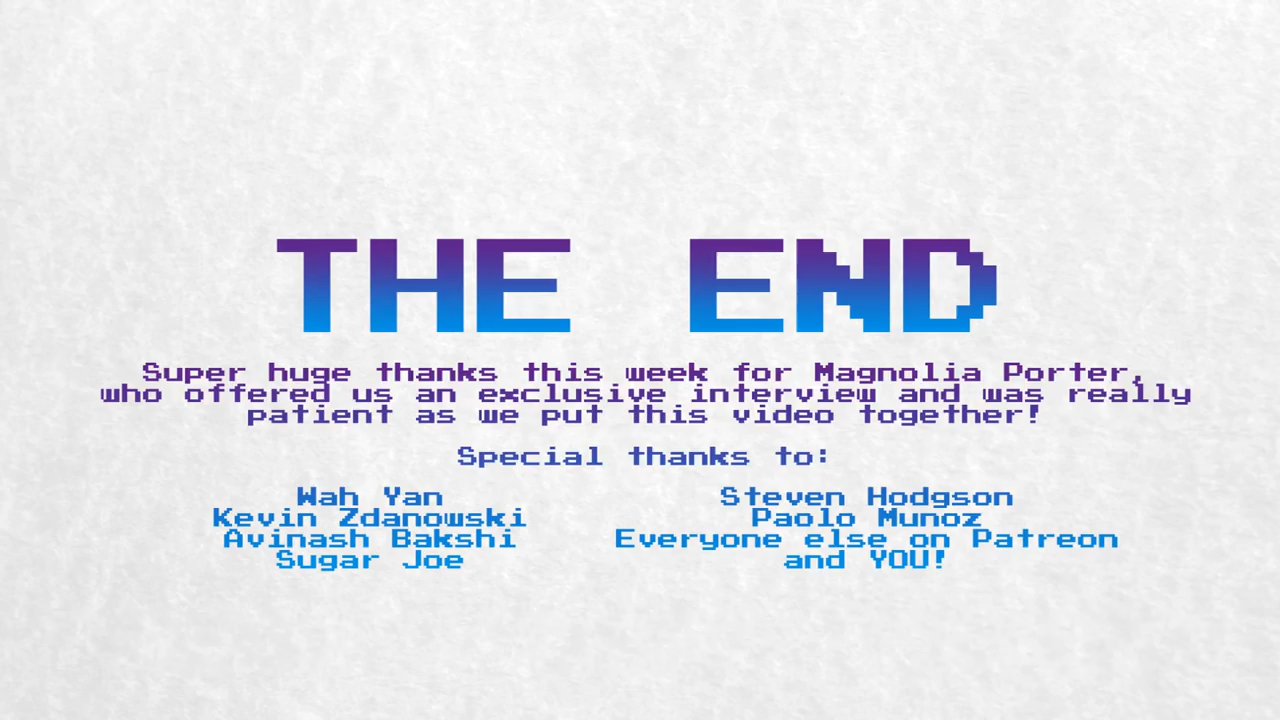 THE END
Super huge thanks this week for Magnolia Porter,
who offered us an exclusive interview and was really
patient as we put this video together!
Special thanks to:
Wah Yan
Kevin Zdanowski
Avinash Bakshi
Sugar Joe
Steven Hodgson
Paolo Munoz
Everyone else on Patreon
and YOU!